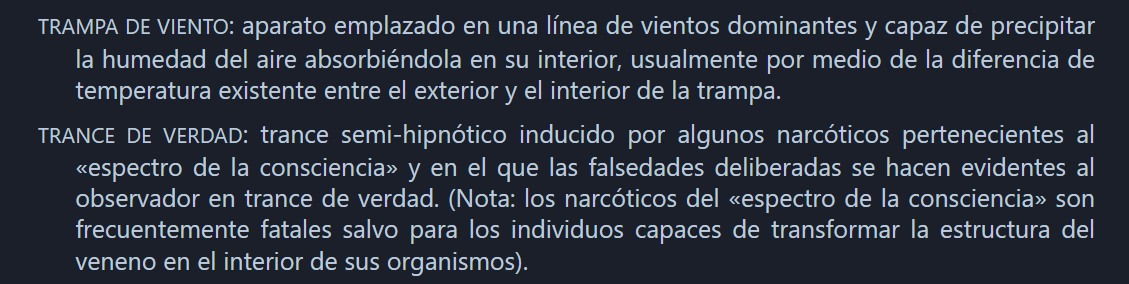 TRAMPA DE VIENTO: aparato emplazado en una línea de vientos dominantes y capaz de precipitar
la humedad del aire absorbiéndola en su interior, usualmente por medio de la diferencia de
temperatura existente entre el exterior y el interior de la trampa.
TRANCE DE VERDAD: trance semi-hipnótico inducido por algunos narcóticos pertenecientes al
«espectro de la consciencia» y en el que las falsedades deliberadas se hacen evidentes al
observador en trance de verdad. (Nota: los narcóticos del «espectro de la consciencia» son
frecuentemente fatales salvo para los individuos capaces de transformar la estructura del
veneno en el interior de sus organismos).